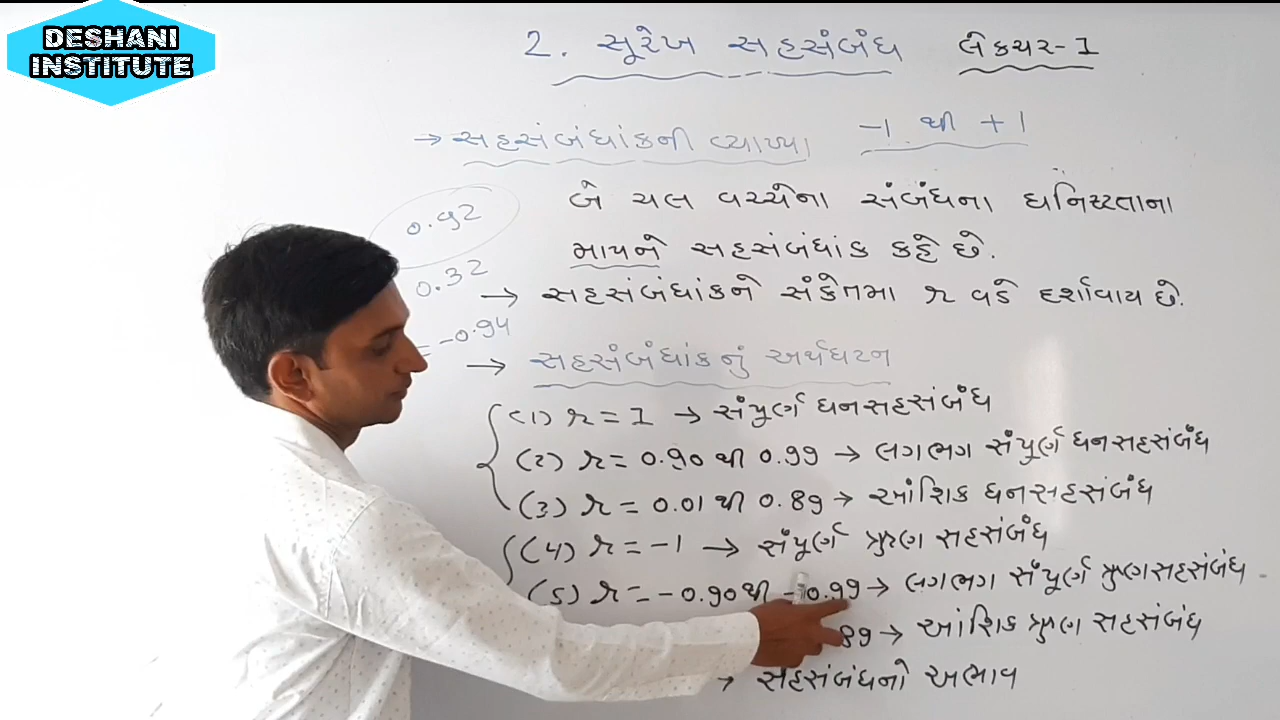 DESHANI
INSTITUTE
2. સૂરેખ સહસંબંધ લેકચર-1
→ સહસંબંધાંકની વ્યાખ્યા -1 થી +1
બે ચલ વચ્ચેના સંબંધના ઘનિષ્ટતાના
માપને સહસંબંધાંક કહે છે.
→ સહસંબંધાંકને સંકેતમા r વડે દર્શાવાય છે.
0.92
0.32
= -0.94
→ સહસંબંધાંકનું અર્થઘટન
(1) r = 1 → સંપૂર્ણ ધનસહસંબંધ
(2) r = 0.90 થી 0.99 → લગભગ સંપૂર્ણ ધનસહસંબંધ
(3) r = 0.01 થી 0.89 → આંશિક ધનસહસંબંધ
(4) r = -1 → સંપૂર્ણ ઋણ સહસંબંધ
(5) r = -0.90 થી -0.99 → લગભગ સંપૂર્ણ ઋણસહસંબંધ
89 → આંશિક ઋણ સહસંબંધ
→ સહસંબંધનો અભાવ